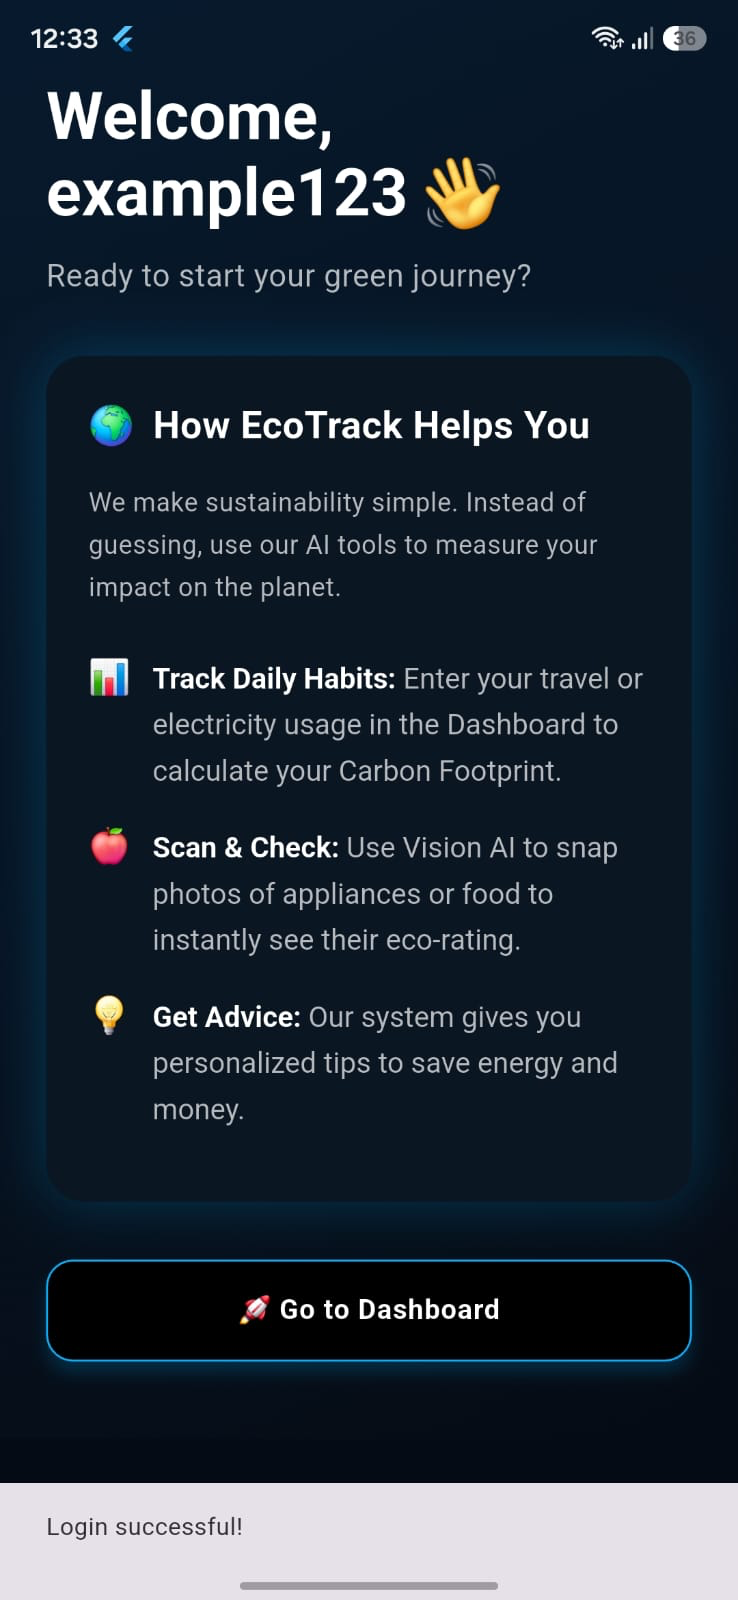 12:33
36
Welcome,
example123 👋
Ready to start your green journey?
🌍 How EcoTrack Helps You
We make sustainability simple. Instead of
guessing, use our AI tools to measure your
impact on the planet.
📊 Track Daily Habits: Enter your travel or
electricity usage in the Dashboard to
calculate your Carbon Footprint.
🍎 Scan & Check: Use Vision AI to snap
photos of appliances or food to
instantly see their eco-rating.
💡 Get Advice: Our system gives you
personalized tips to save energy and
money.
🚀 Go to Dashboard
Login successful!